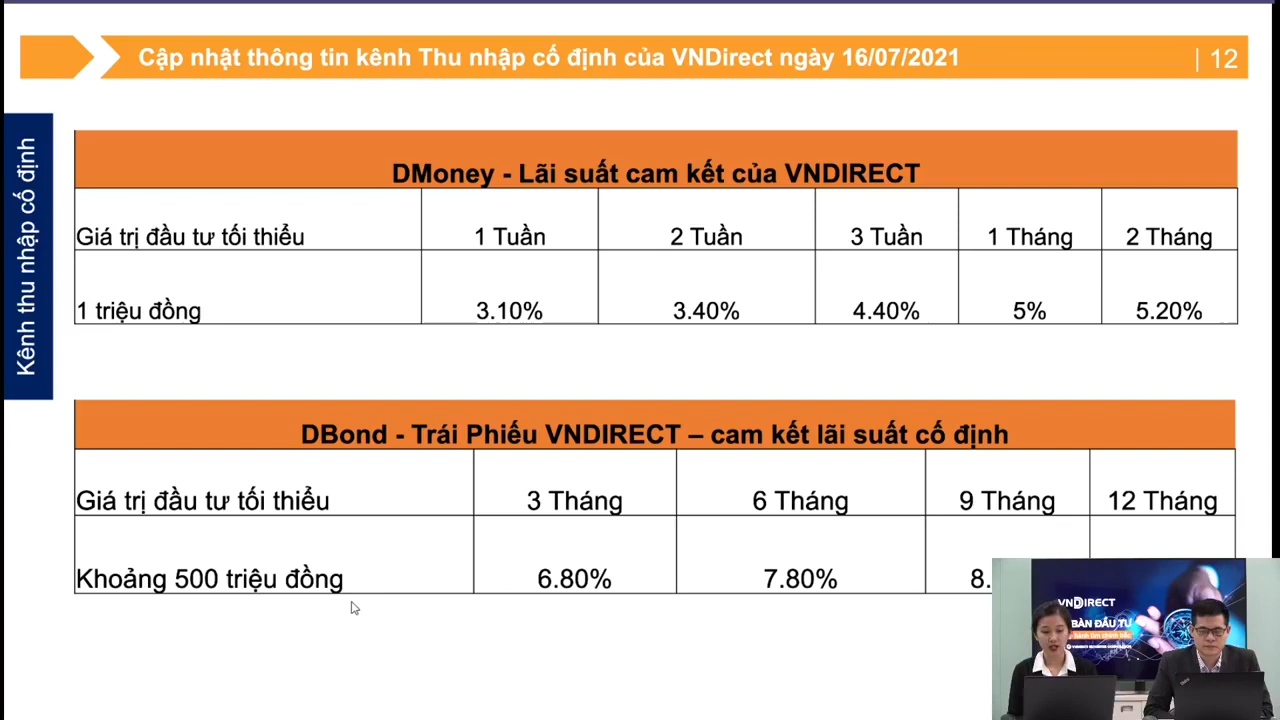 Cập nhật thông tin kênh Thu nhập cố định của VNDirect ngày 16/07/2021
| 12
Kênh thu nhập cố định
DMoney - Lãi suất cam kết của VNDIRECT
Giá trị đầu tư tối thiểu 1 Tuần 2 Tuần 3 Tuần 1 Tháng 2 Tháng
1 triệu đồng 3.10% 3.40% 4.40% 5% 5.20%
DBond - Trái Phiếu VNDIRECT – cam kết lãi suất cố định
Giá trị đầu tư tối thiểu 3 Tháng 6 Tháng 9 Tháng 12 Tháng
Khoảng 500 triệu đồng 6.80% 7.80% 8.
VNDIRECT
BÀN ĐẦU TƯ